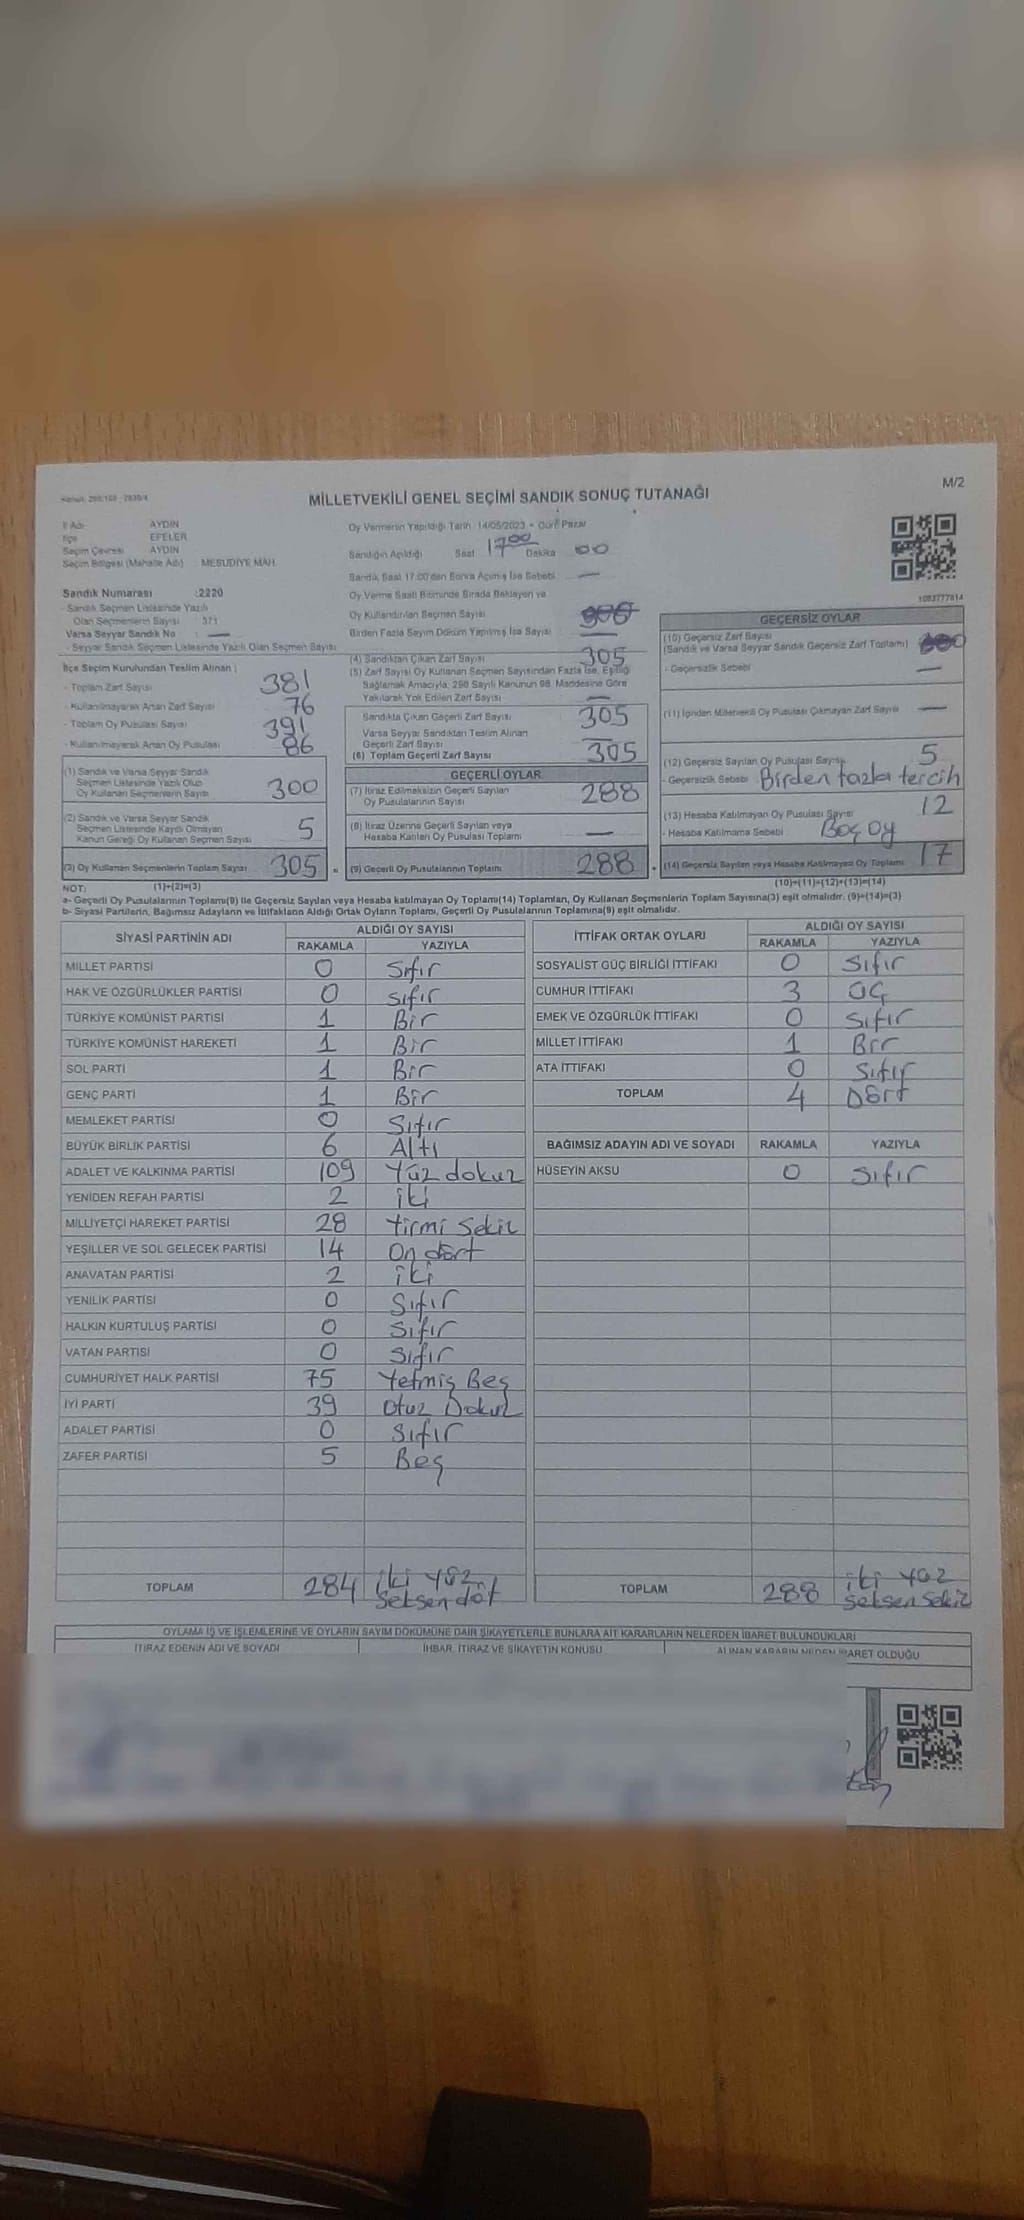 M/2
MİLLETVEKİLİ GENEL SEÇİMİ SANDIK SONUÇ TUTANAĞI
İl Adı AYDIN
İlçe EFELER
Seçim Çevresi AYDIN
Seçim Bölgesi (Mahalle Adı) MESUDİYE MAH.
Sandık Numarası :2220
- Sandık Seçmen Listesinde Yazılı
Olan Seçmenlerin Sayısı 371
Varsa Seyyar Sandık No : —
- Seyyar Sandık Seçmen Listesinde Yazılı Olan Seçmen Sayısı
İlçe Seçim Kurulundan Teslim Alınan :
- Toplam Zarf Sayısı 381
- Kullanılmayarak Artan Zarf Sayısı 76
- Toplam Oy Pusulası Sayısı 391
- Kullanılmayarak Artan Oy Pusulası 86
(1) Sandık ve Varsa Seyyar Sandık
Seçmen Listesinde Yazılı Olup
Oy Kullanan Seçmenlerin Sayısı 300
(2) Sandık ve Varsa Seyyar Sandık
Seçmen Listesinde Kayıtlı Olmayan
Kanun Gereği Oy Kullanan Seçmen Sayısı 5
(3) Oy Kullanan Seçmenlerin Toplam Sayısı 305
Oy Vermenin Yapıldığı Tarih 14/05/2023 - Gün: Pazar
Sandığın Açıldığı Saat 17 00 Dakika 00
Sandık Saat 17:00'den Sonra Açılmış İse Sebebi —
Oy Verme Saati Bitiminde Sırada Bekleyen ve
Oy Kullandırılan Seçmen Sayısı
Birden Fazla Sayım Döküm Yapılmış İse Sayısı —
(4) Sandıktan Çıkan Zarf Sayısı 305
(5) Zarf Sayısı Oy Kullanan Seçmen Sayısından Fazla İse, Eşitliği
Sağlamak Amacıyla, 298 Sayılı Kanunun 98. Maddesine Göre
Yakılarak Yok Edilen Zarf Sayısı —
Sandıkta Çıkan Geçerli Zarf Sayısı 305
Varsa Seyyar Sandıktan Teslim Alınan
Geçerli Zarf Sayısı —
(6) Toplam Geçerli Zarf Sayısı 305
GEÇERLİ OYLAR
(7) İtiraz Edilmeksizin Geçerli Sayılan
Oy Pusulalarının Sayısı 288
(8) İtiraz Üzerine Geçerli Sayılan veya
Hesaba Katılan Oy Pusulası Toplamı —
(9) Geçerli Oy Pusulalarının Toplamı 288
1083777814
GEÇERSİZ OYLAR
(10) Geçersiz Zarf Sayısı
(Sandık ve Varsa Seyyar Sandık Geçersiz Zarf Toplamı)
- Geçersizlik Sebebi —
(11) İçinden Milletvekili Oy Pusulası Çıkmayan Zarf Sayısı —
(12) Geçersiz Sayılan Oy Pusulası Sayısı 5
- Geçersizlik Sebebi Birden fazla tercih
(13) Hesaba Katılmayan Oy Pusulası Sayısı 12
- Hesaba Katılmama Sebebi Boş Oy
(14) Geçersiz Sayılan veya Hesaba Katılmayan Oy Toplamı 17
NOT: (1)+(2)=(3) (10)+(11)+(12)+(13)=(14)
a- Geçerli Oy Pusulalarının Toplamı(9) ile Geçersiz Sayılan veya Hesaba katılmayan Oy Toplamı(14) Toplamları, Oy Kullanan Seçmenlerin Toplam Sayısına(3) eşit olmalıdır. (9)+(14)=(3)
b- Siyasi Partilerin, Bağımsız Adayların ve İttifakların Aldığı Ortak Oyların Toplamı, Geçerli Oy Pusulalarının Toplamına(9) eşit olmalıdır.
SİYASİ PARTİNİN ADI ALDIĞI OY SAYISI
RAKAMLA YAZIYLA
MİLLET PARTİSİ 0 Sıfır
HAK VE ÖZGÜRLÜKLER PARTİSİ 0 Sıfır
TÜRKİYE KOMÜNİST PARTİSİ 1 Bir
TÜRKİYE KOMÜNİST HAREKETİ 1 Bir
SOL PARTİ 1 Bir
GENÇ PARTİ 1 Bir
MEMLEKET PARTİSİ 0 Sıfır
BÜYÜK BİRLİK PARTİSİ 6 Altı
ADALET VE KALKINMA PARTİSİ 109 Yüz dokuz
YENİDEN REFAH PARTİSİ 2 iki
MİLLİYETÇİ HAREKET PARTİSİ 28 Yirmi Sekiz
YEŞİLLER VE SOL GELECEK PARTİSİ 14 On dört
ANAVATAN PARTİSİ 2 iki
YENİLİK PARTİSİ 0 Sıfır
HALKIN KURTULUŞ PARTİSİ 0 Sıfır
VATAN PARTİSİ 0 Sıfır
CUMHURİYET HALK PARTİSİ 75 Yetmiş Beş
İYİ PARTİ 39 Otuz Dokuz
ADALET PARTİSİ 0 Sıfır
ZAFER PARTİSİ 5 Beş
TOPLAM 284 iki yüz
Seksen döt
İTTİFAK ORTAK OYLARI ALDIĞI OY SAYISI
RAKAMLA YAZIYLA
SOSYALİST GÜÇ BİRLİĞİ İTTİFAKI 0 Sıfır
CUMHUR İTTİFAKI 3 ÜÇ
EMEK VE ÖZGÜRLÜK İTTİFAKI 0 Sıfır
MİLLET İTTİFAKI 1 Bir
ATA İTTİFAKI 0 Sıfır
TOPLAM 4 Dört
BAĞIMSIZ ADAYIN ADI VE SOYADI RAKAMLA YAZIYLA
HÜSEYİN AKSU 0 Sıfır
TOPLAM 288 iki yüz
Seksen Sekiz
OYLAMA İŞ VE İŞLEMLERİNE VE OYLARIN SAYIM DÖKÜMÜNE DAİR ŞİKAYETLERLE BUNLARA AİT KARARLARIN NELERDEN İBARET BULUNDUKLARI
İTİRAZ EDENİN ADI VE SOYADI İHBAR, İTİRAZ VE ŞİKAYETİN KONUSU ALINAN KARARIN NEDEN İBARET OLDUĞU